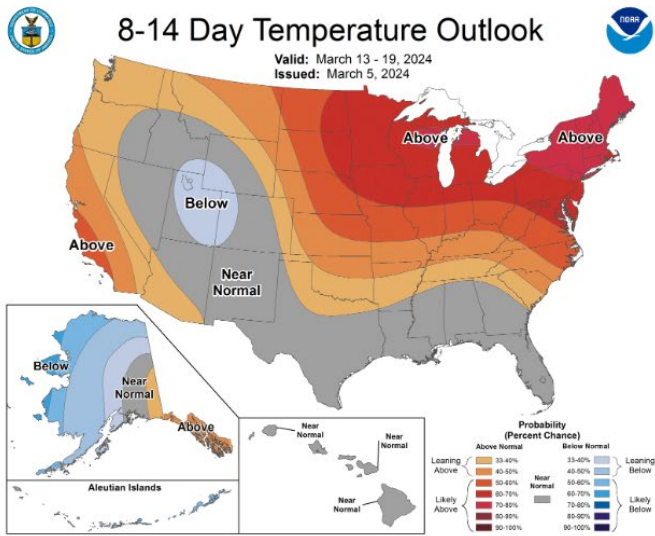 8-14 Day Temperature Outlook
Valid: March 13 - 19, 2024
Issued: March 5, 2024
NOAA
Above
Above
Below
Above
Near
Normal
Below
Near
Normal
Above
Aleutian Islands
Near
Normal
Near
Normal
Near
Normal
Probability
(Percent Chance)
Above Normal
Below Normal
Leaning
Above
33-40%
40-50%
Likely
Above
50-60%
60-70%
70-80%
80-90%
90-100%
Near
Normal
33-40%
40-50%
Leaning
Below
50-60%
60-70%
70-80%
80-90%
90-100%
Likely
Below